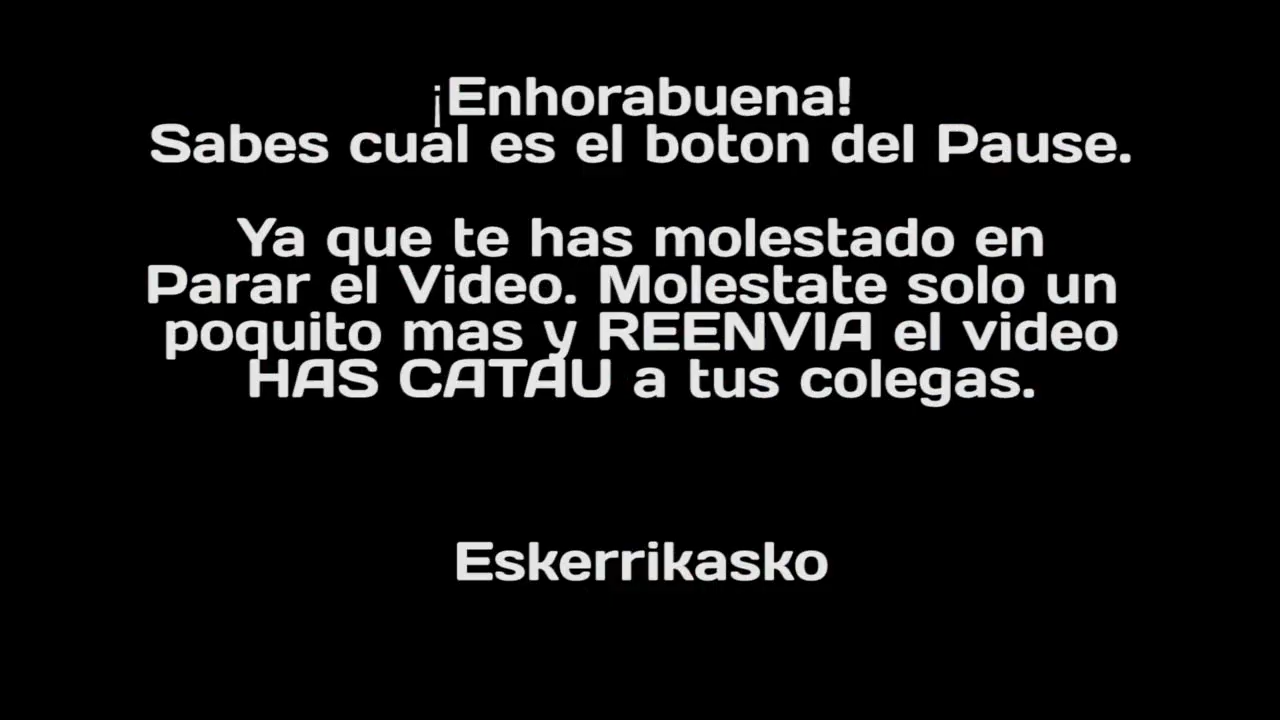 ¡Enhorabuena!
Sabes cual es el boton del Pause.
Ya que te has molestado en
Parar el Video. Molestate solo un
poquito mas y REENVIA el video
HAS CATAU a tus colegas.
Eskerrikasko